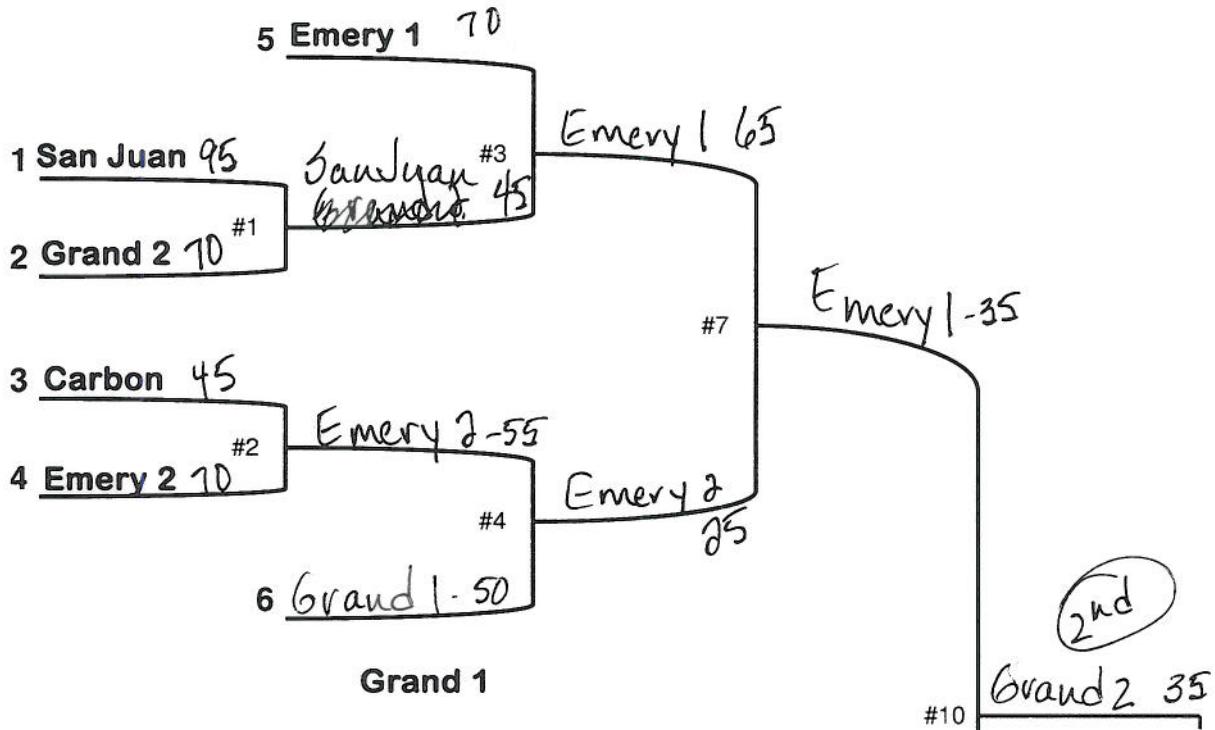 5 Emery 1 70
Emery 1 65
1 San Juan 95
San Juan #3
45
#1
2 Grand 2 70
Emery 1-35
#7
3 Carbon 45
Emery 2-55
#2
4 Emery 2 70
Emery 2
#4
25
6 Grand 1-50
2nd
Grand 1
Grand 2 35
#10